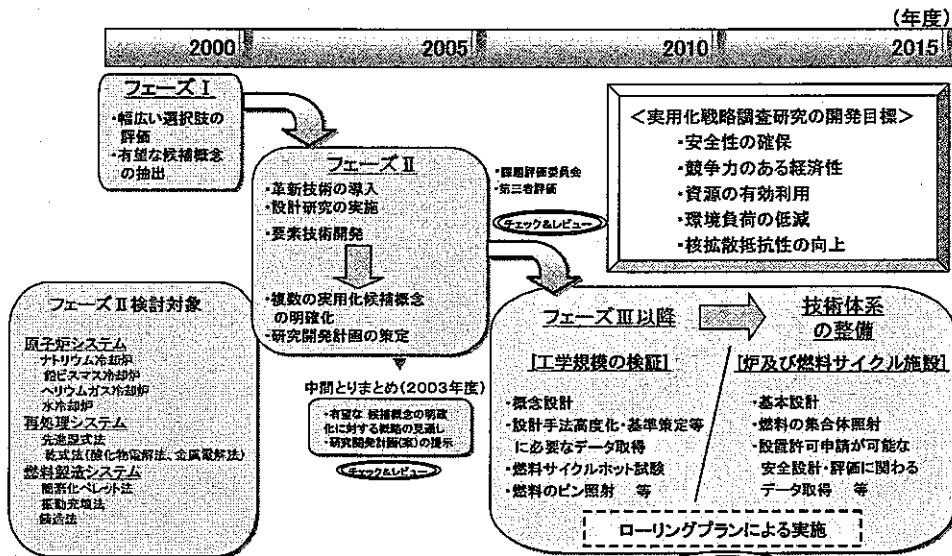 (年度)
2000
2005
2010
2015
フェーズⅠ
・幅広い選択肢の
評価
・有望な候補概念
の抽出
フェーズⅡ
・革新技術の導入
・設計研究の実施
・要素技術開発
・複数の実用化候補概念
の明確化
・研究開発計画の策定
・課題評価委員会
・第三者評価
チェック&レビュー
<実用化戦略調査研究の開発目標>
・安全性の確保
・競争力のある経済性
・資源の有効利用
・環境負荷の低減
・核拡散抵抗性の向上
フェーズⅡ検討対象
原子炉システム
ナトリウム冷却炉
鉛ビスマス冷却炉
ヘリウムガス冷却炉
水冷却炉
再処理システム
先進湿式法
乾式法(酸化物電解法、金属電解法)
燃料製造システム
簡素化ペレット法
振動充填法
鋳造法
中間とりまとめ(2003年度)
・有望な 候補概念の明確
化に対する概略の見通し
・研究開発計画(案)の提示
チェック&レビュー
フェーズⅢ以降
[工学規模の検証]
・概念設計
・設計手法高度化・基準策定等
に必要なデータ取得
・燃料サイクルホット試験
・燃料のピン照射 等
技術体系
の整備
[炉及び燃料サイクル施設]
・基本設計
・燃料の集合体照射
・設置許可申請が可能な
安全設計・評価に関わる
データ取得 等
ローリングプランによる実施